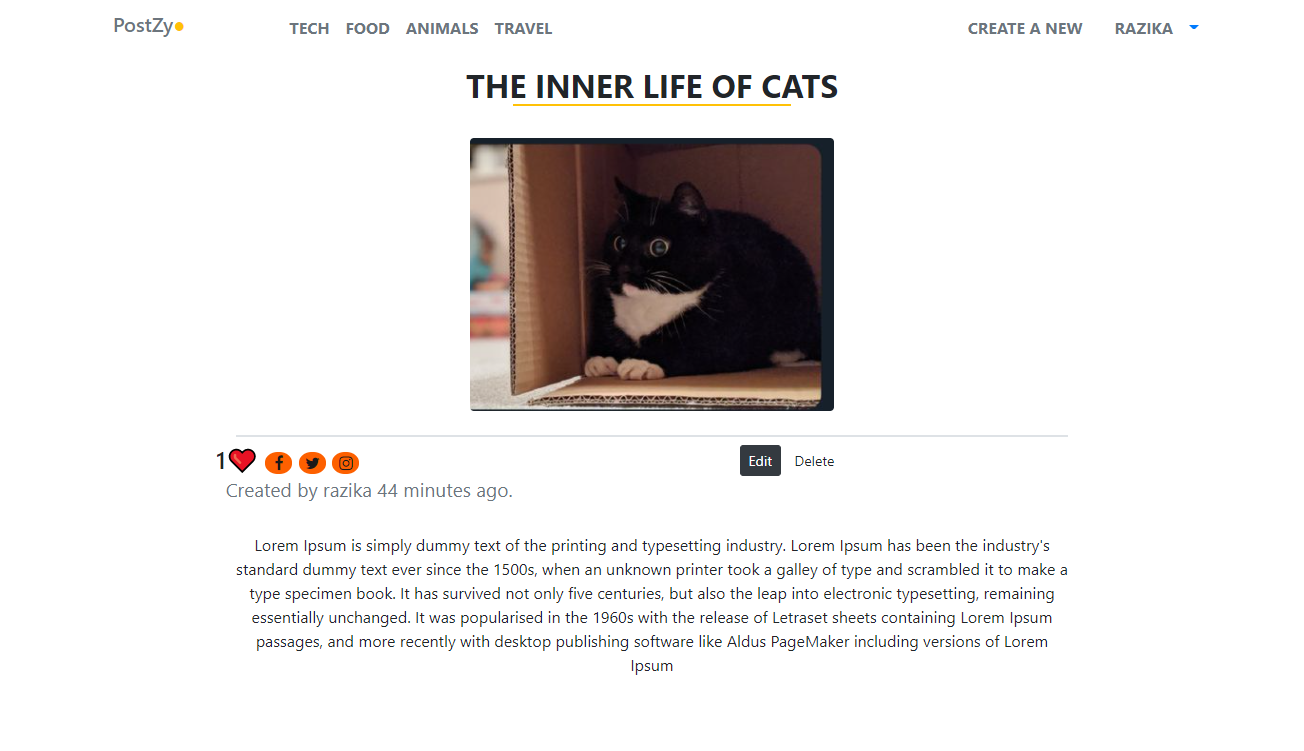 PostZy
TECH FOOD ANIMALS TRAVEL CREATE A NEW RAZIKA
THE INNER LIFE OF CATS
1
Edit Delete
Created by razika 44 minutes ago.
Lorem Ipsum is simply dummy text of the printing and typesetting industry. Lorem Ipsum has been the industry's
standard dummy text ever since the 1500s, when an unknown printer took a galley of type and scrambled it to make a
type specimen book. It has survived not only five centuries, but also the leap into electronic typesetting, remaining
essentially unchanged. It was popularised in the 1960s with the release of Letraset sheets containing Lorem Ipsum
passages, and more recently with desktop publishing software like Aldus PageMaker including versions of Lorem
Ipsum